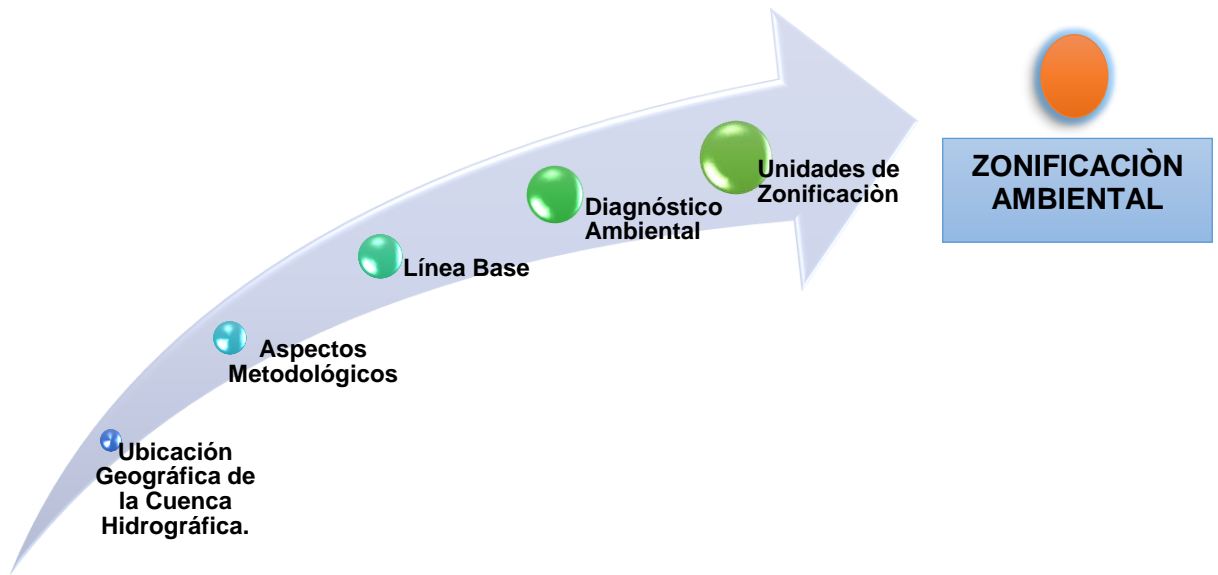 Ubicación
Geográfica de
la Cuenca
Hidrográfica.
Aspectos
Metodológicos
Línea Base
Diagnóstico
Ambiental
Unidades de
Zonificaciòn
ZONIFICACIÒN
AMBIENTAL